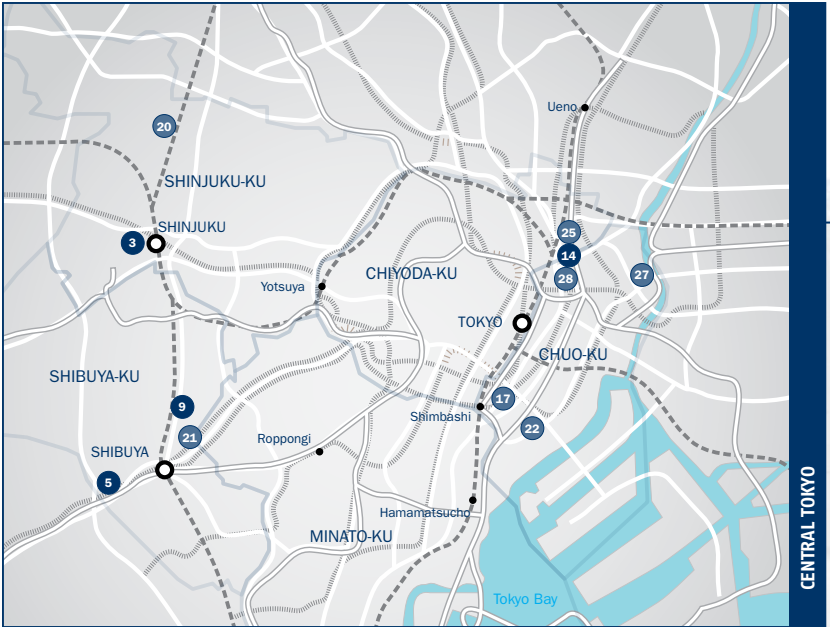 Ueno
20
SHINJUKU-KU
SHINJUKU
3
25
14
28
27
CHIYODA-KU
Yotsuya
TOKYO
CHUO-KU
SHIBUYA-KU
9
17
Shimbashi
22
21
Roppongi
SHIBUYA
5
Hamamatsucho
MINATO-KU
Tokyo Bay
CENTRAL TOKYO